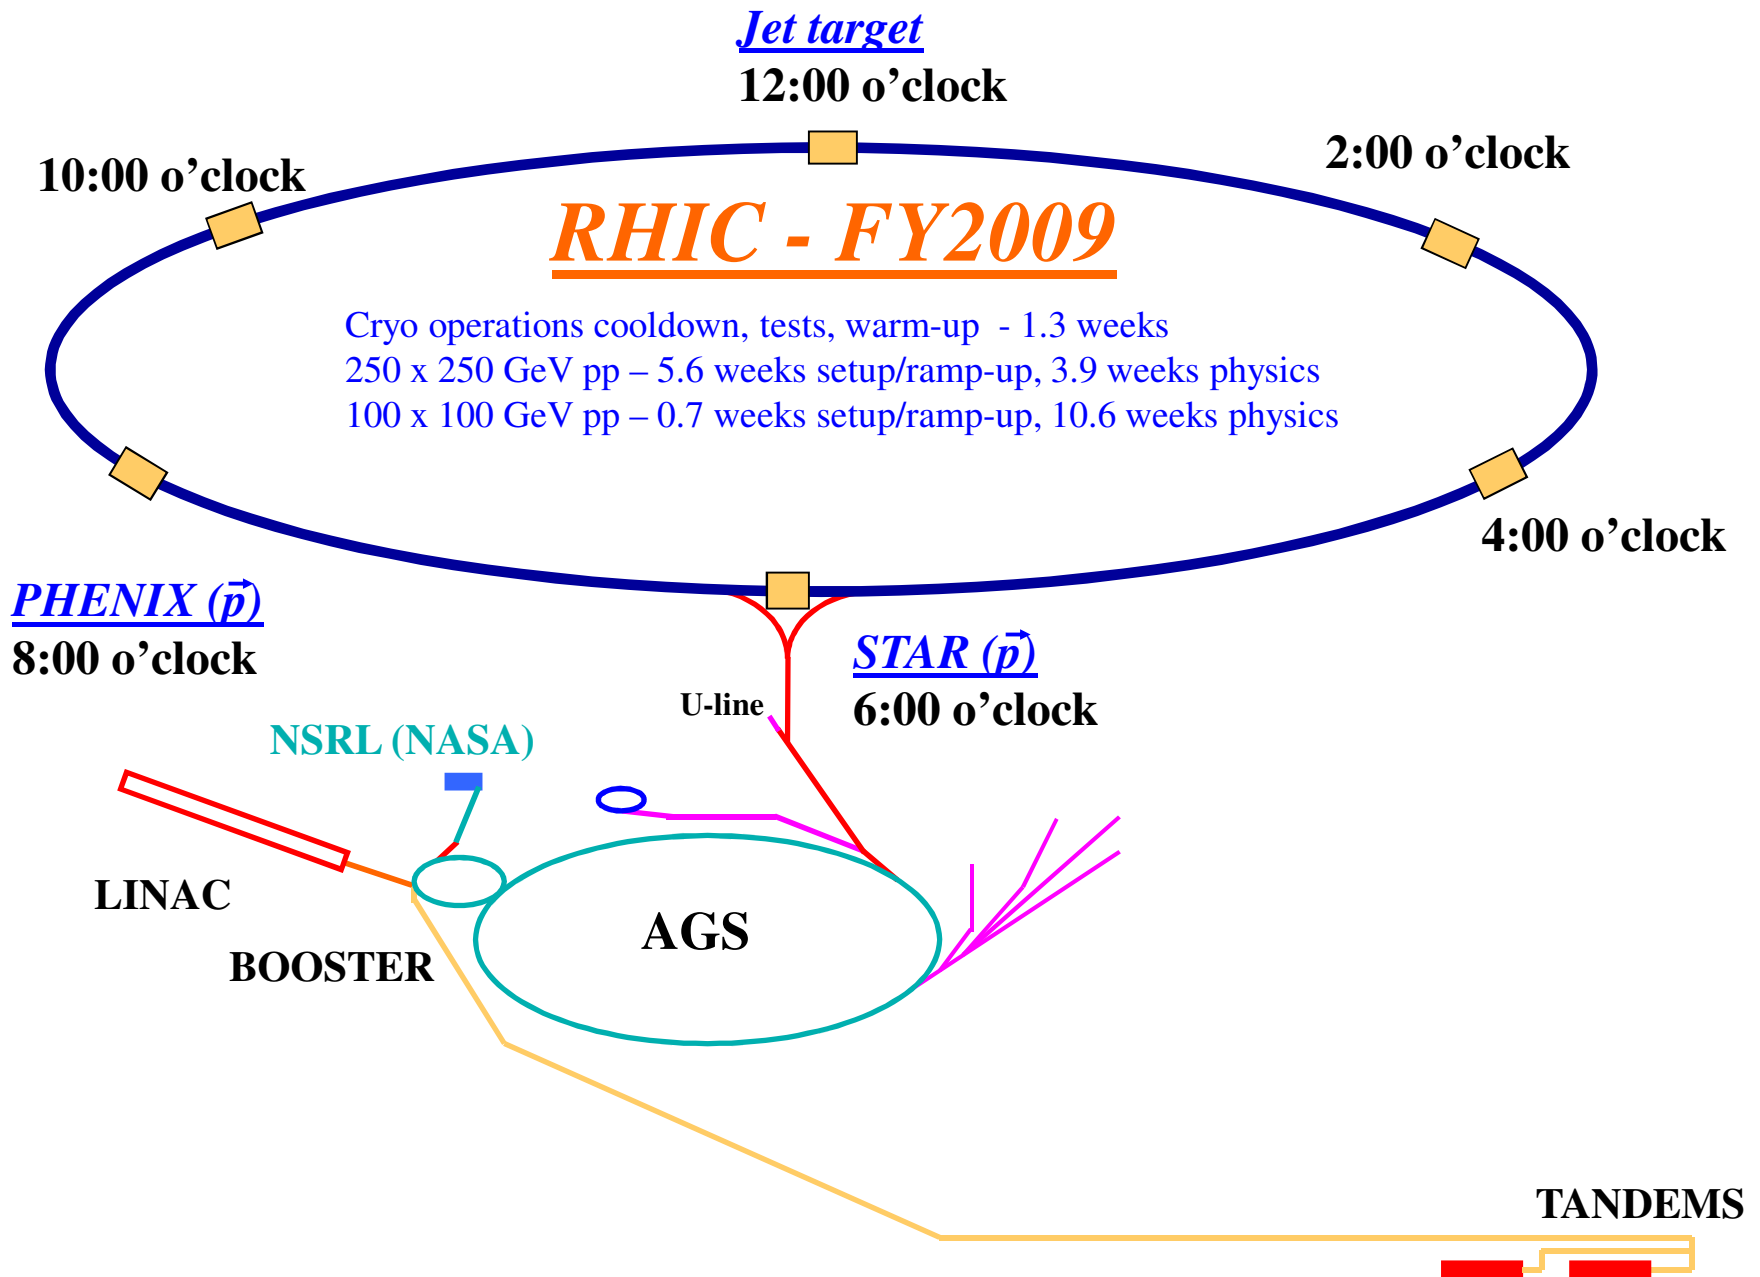 Jet target
12:00 o’clock
2:00 o’clock
10:00 o’clock
RHIC - FY2009
Cryo operations cooldown, tests, warm-up - 1.3 weeks
250 x 250 GeV pp – 5.6 weeks setup/ramp-up, 3.9 weeks physics
100 x 100 GeV pp – 0.7 weeks setup/ramp-up, 10.6 weeks physics
4:00 o’clock
PHENIX (p⃗)
8:00 o’clock
STAR (p⃗)
6:00 o’clock
U-line
NSRL (NASA)
LINAC
AGS
BOOSTER
TANDEMS